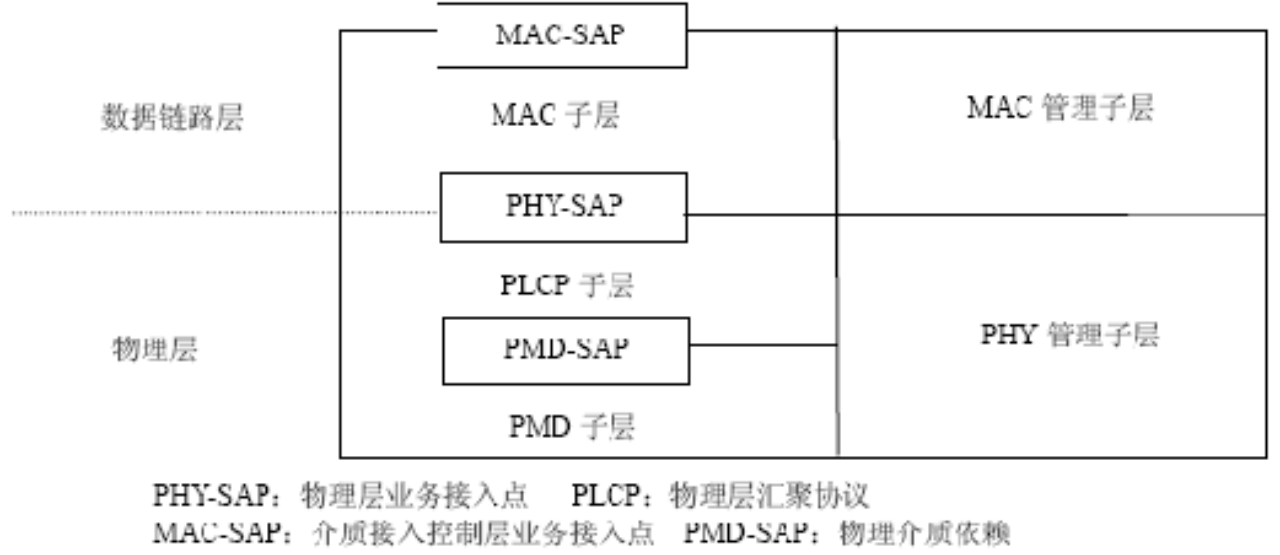 MAC-SAP
数据链路层
MAC 子层
MAC 管理子层
PHY-SAP
PLCP 子层
物理层
PMD-SAP
PHY 管理子层
PMD 子层
PHY-SAP：物理层业务接入点 PLCP：物理层汇聚协议
MAC-SAP：介质接入控制层业务接入点 PMD-SAP：物理介质依赖